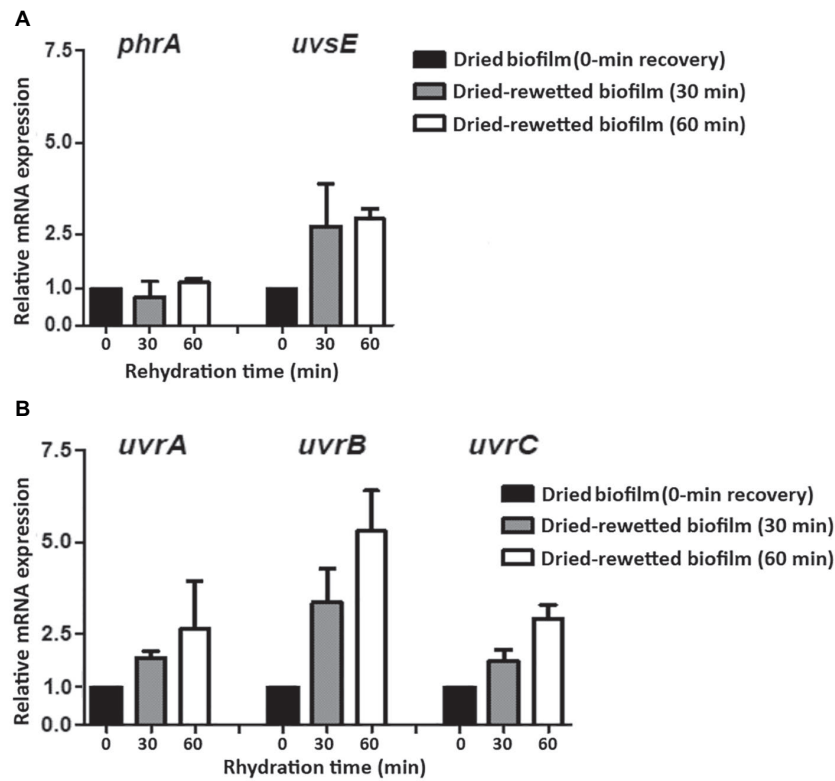 A
phrA uvsE
7.5
5.0
2.5
1.0
0.0
Relative mRNA expression
0 30 60 0 30 60
Rehydration time (min)
Dried biofilm(0-min recovery)
Dried-rewetted biofilm (30 min)
Dried-rewetted biofilm (60 min)
B
uvrA uvrB uvrC
7.5
5.0
2.5
1.0
0.0
Relative mRNA expression
0 30 60 0 30 60 0 30 60
Rhydration time (min)
Dried biofilm(0-min recovery)
Dried-rewetted biofilm (30 min)
Dried-rewetted biofilm (60 min)